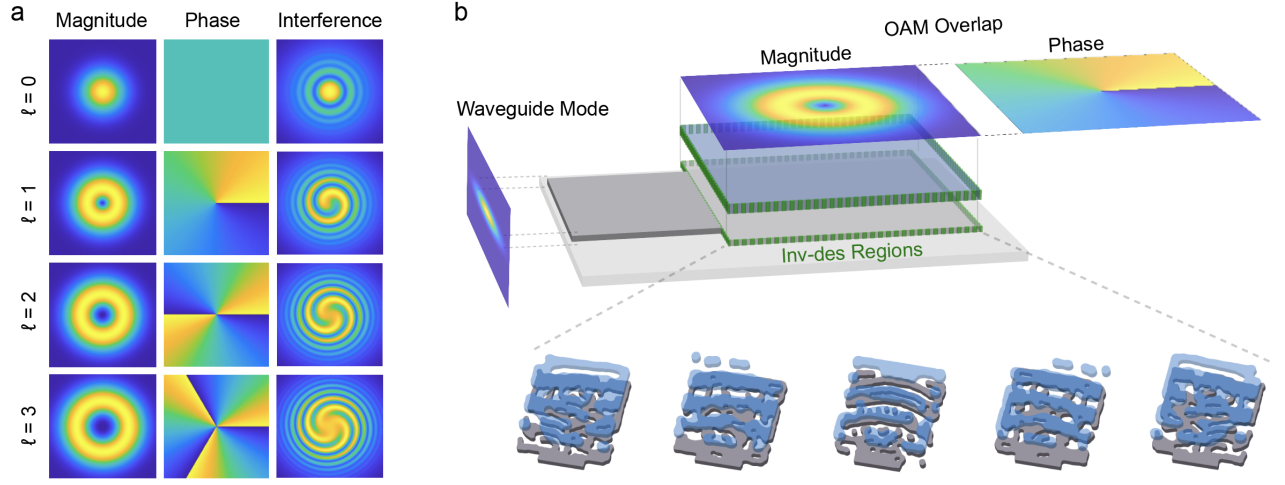 a
Magnitude Phase Interference
ℓ = 0
ℓ = 1
ℓ = 2
ℓ = 3
b
OAM Overlap
Magnitude
Phase
Waveguide Mode
Inv-des Regions